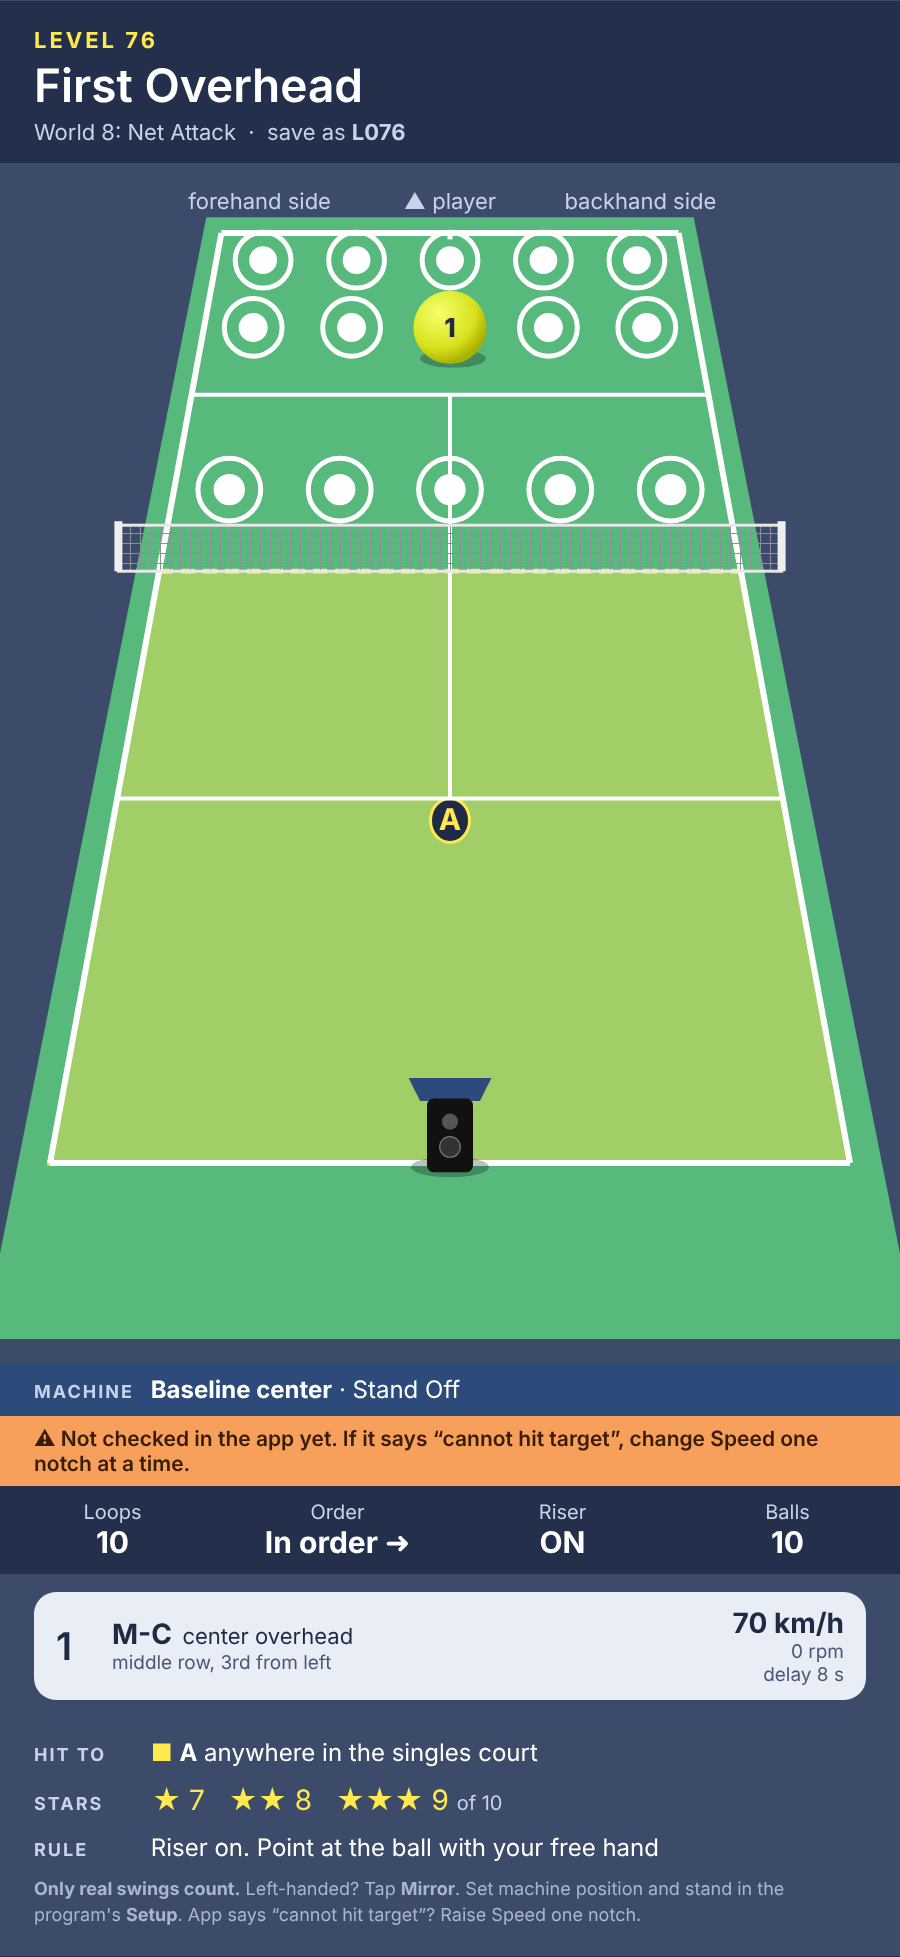 LEVEL 76
First Overhead
World 8: Net Attack · save as L076
forehand side ▲ player backhand side
1
A
MACHINE Baseline center · Stand Off
⚠ Not checked in the app yet. If it says “cannot hit target”, change Speed one
notch at a time.
Loops Order Riser Balls
10 In order ➜ ON 10
1 M-C center overhead 70 km/h
middle row, 3rd from left 0 rpm
delay 8 s
HIT TO ■ A anywhere in the singles court
STARS ★ 7 ★★ 8 ★★★ 9 of 10
RULE Riser on. Point at the ball with your free hand
Only real swings count. Left-handed? Tap Mirror. Set machine position and stand in the
program's Setup. App says “cannot hit target”? Raise Speed one notch.